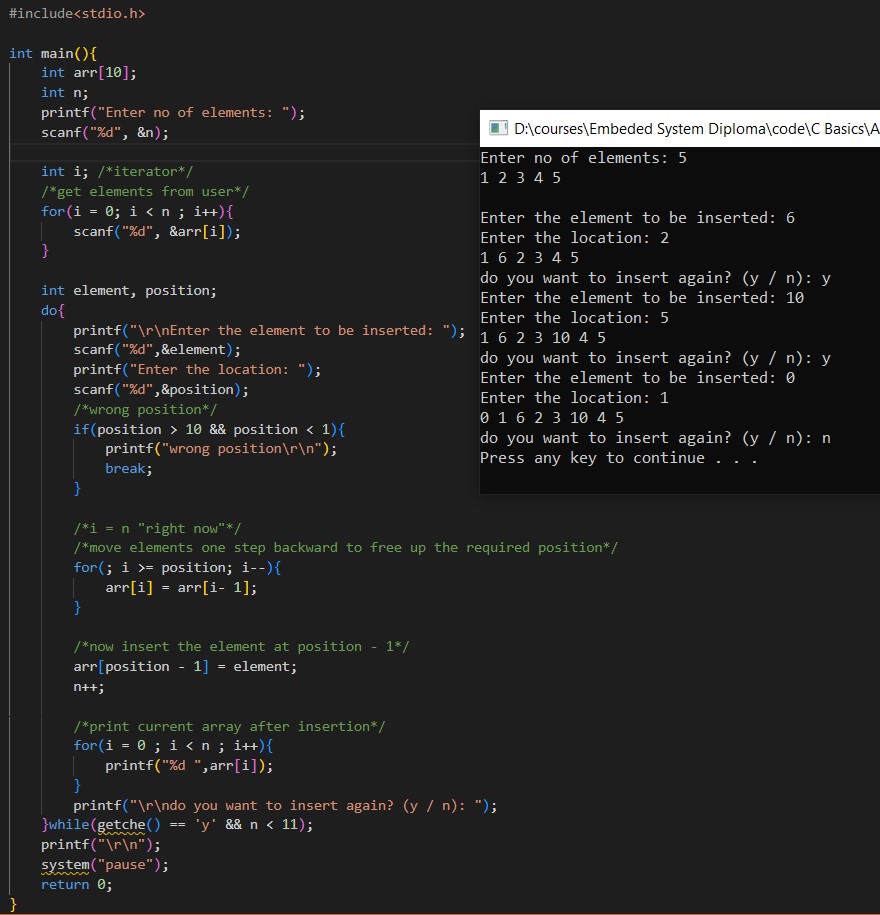 #include<stdio.h>
int main(){
int arr[10];
int n;
printf("Enter no of elements: ");
scanf("%d", &n);
int i; /*iterator*/
/*get elements from user*/
for(i = 0; i < n ; i++){
scanf("%d", &arr[i]);
}
int element, position;
do{
printf("\r\nEnter the element to be inserted: ");
scanf("%d",&element);
printf("Enter the location: ");
scanf("%d",&position);
/*wrong position*/
if(position > 10 && position < 1){
printf("wrong position\r\n");
break;
}
/*i = n "right now"*/
/*move elements one step backward to free up the required position*/
for(; i >= position; i--){
arr[i] = arr[i- 1];
}
/*now insert the element at position - 1*/
arr[position - 1] = element;
n++;
/*print current array after insertion*/
for(i = 0 ; i < n ; i++){
printf("%d ",arr[i]);
}
printf("\r\ndo you want to insert again? (y / n): ");
}while(getche() == 'y' && n < 11);
printf("\r\n");
system("pause");
return 0;
}
D:\courses\Embeded System Diploma\code\C Basics\A
Enter no of elements: 5
1 2 3 4 5
Enter the element to be inserted: 6
Enter the location: 2
1 6 2 3 4 5
do you want to insert again? (y / n): y
Enter the element to be inserted: 10
Enter the location: 5
1 6 2 3 10 4 5
do you want to insert again? (y / n): y
Enter the element to be inserted: 0
Enter the location: 1
0 1 6 2 3 10 4 5
do you want to insert again? (y / n): n
Press any key to continue . . .